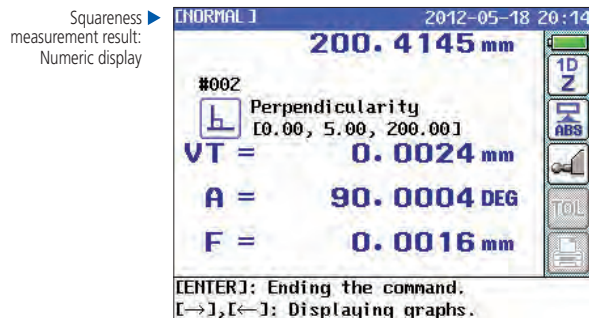 Squareness
measurement result:
Numeric display
[NORMAL] 2012-05-18 20:14
200.4145 mm
1D
Z
#002
Perpendicularity
[0.00, 5.00, 200.00]
ABS
VT = 0.0024 mm
A = 90.0004 DEG
TOL
F = 0.0016 mm
[ENTER]: Ending the command.
[→],[←]: Displaying graphs.